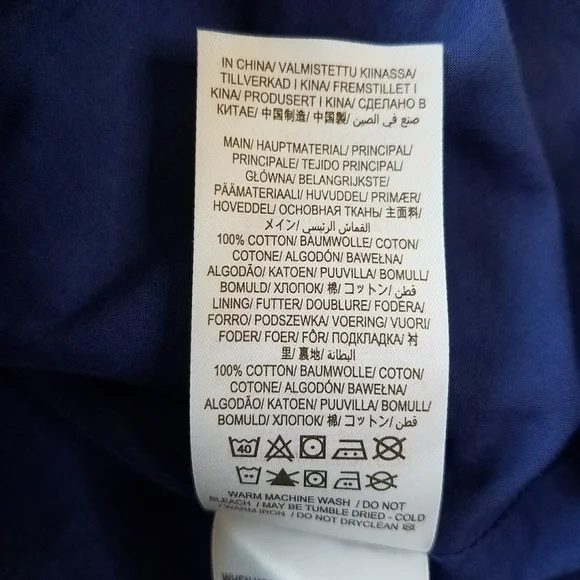 IN CHINA/ VALMISTETTU KIINASSA/
TILLVERKAD I KINA/ FREMSTILLET I
KINA/ PRODUSERT I KINA/ СДЕЛАНО В
КИТАЕ/ 中国制造/ 中国製/ صنع في الصين
MAIN/ HAUPTMATERIAL/ PRINCIPAL/
PRINCIPALE/ TEJIDO PRINCIPAL/
GŁÓWNA/ BELANGRIJKSTE/
PÄÄMATERIAALI/ HUVUDDEL/ PRIMÆR/
HOVEDDEL/ ОСНОВНАЯ ТКАНЬ/ 主面料/
メイン/ القماش الرئيسي
100% COTTON/ BAUMWOLLE/ COTON/
COTONE/ ALGODÓN/ BAWEŁNA/
ALGODÃO/ KATOEN/ PUUVILLA/ BOMULL/
BOMULD/ ХЛОПОК/ 棉/ コットン/ قطن
LINING/ FUTTER/ DOUBLURE/ FODERA/
FORRO/ PODSZEWKA/ VOERING/ VUORI/
FODER/ FOER/ FÔR/ ПОДКЛАДКА/ 衬
里/ 裏地/ البطانة
100% COTTON/ BAUMWOLLE/ COTON/
COTONE/ ALGODÓN/ BAWEŁNA/
ALGODÃO/ KATOEN/ PUUVILLA/ BOMULL/
BOMULD/ ХЛОПОК/ 棉/ コットン/ قطن
40
WARM MACHINE WASH / DO NOT
BLEACH / MAY BE TUMBLE DRIED - COLD
/ WARM IRON / DO NOT DRYCLEAN